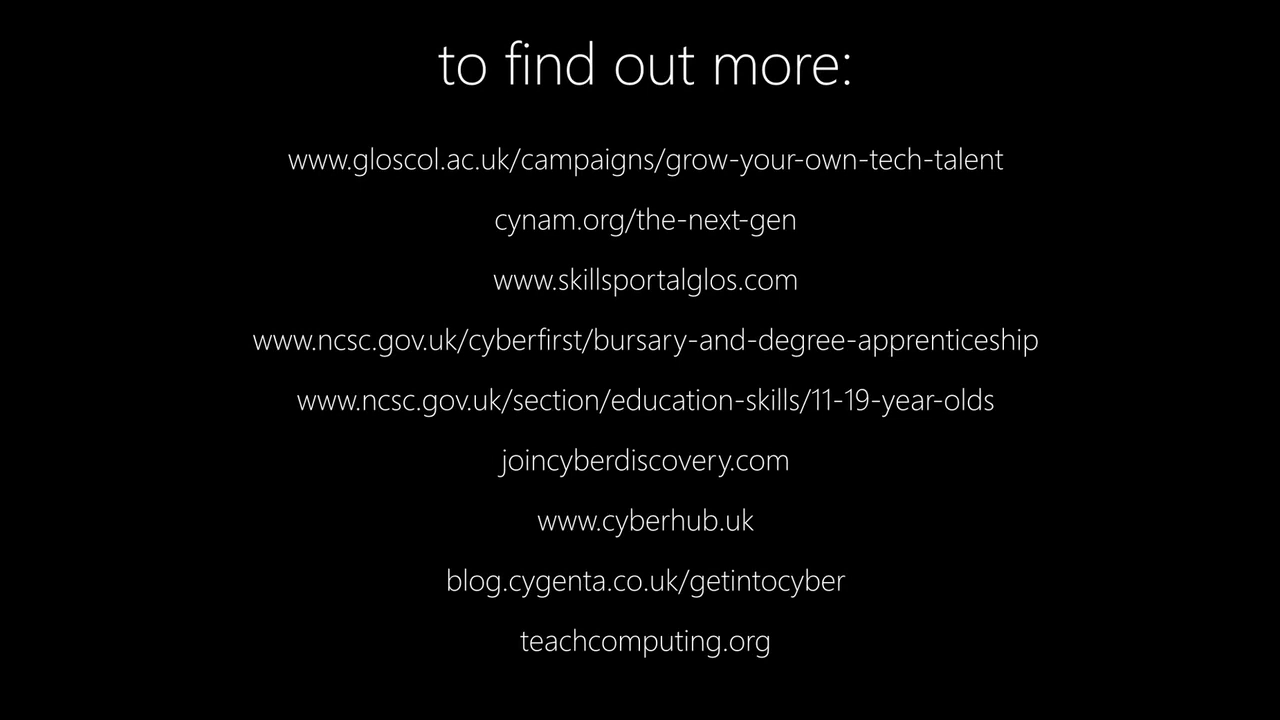 to find out more:
www.gloscol.ac.uk/campaigns/grow-your-own-tech-talent
cynam.org/the-next-gen
www.skillsportalglos.com
www.ncsc.gov.uk/cyberfirst/bursary-and-degree-apprenticeship
www.ncsc.gov.uk/section/education-skills/11-19-year-olds
joincyberdiscovery.com
www.cyberhub.uk
blog.cygenta.co.uk/getintocyber
teachcomputing.org